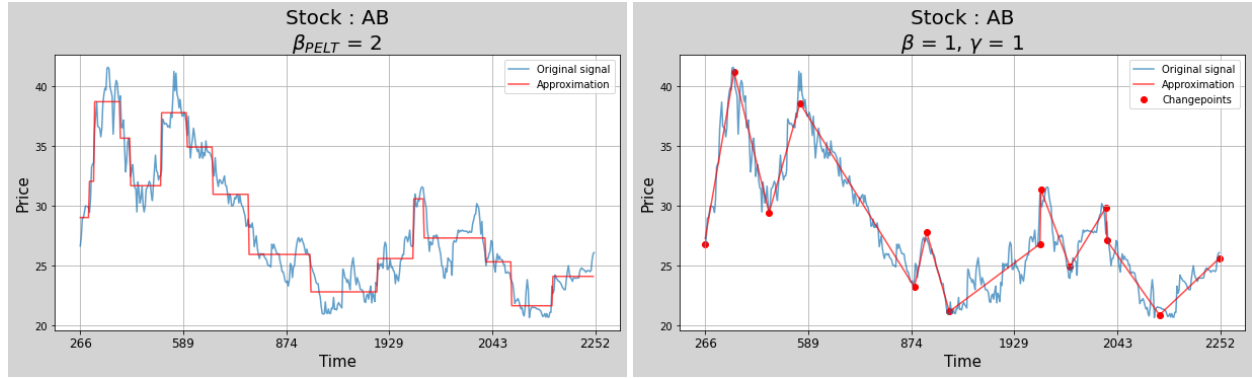 Stock : AB
β_PELT = 2
Original signal
Approximation
40
35
30
25
20
Price
266
589
874
1929
2043
2252
Time
Stock : AB
β = 1, γ = 1
Original signal
Approximation
Changepoints
40
35
30
25
20
Price
266
589
874
1929
2043
2252
Time